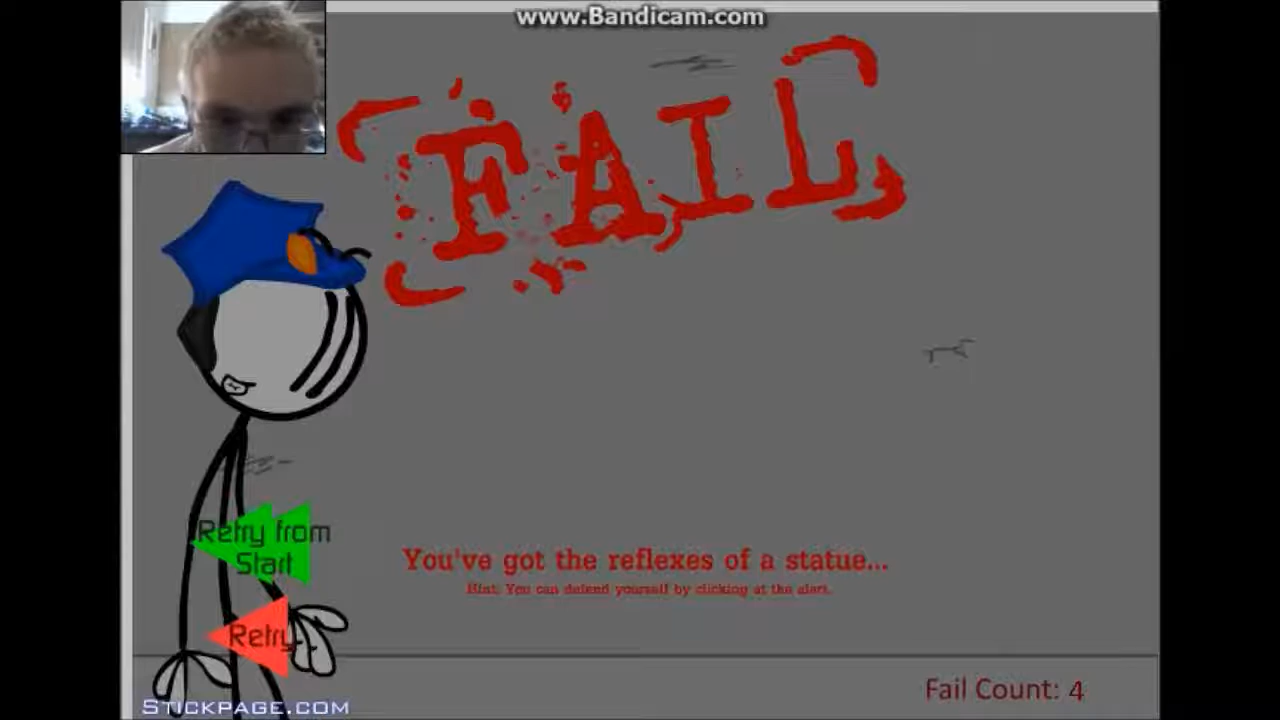 www.Bandicam.com
FAIL
Retry from
Start
You've got the reflexes of a statue...
Hint: You can defend yourself by clicking at the alert.
Retry
Fail Count: 4
STICKPAGE.COM